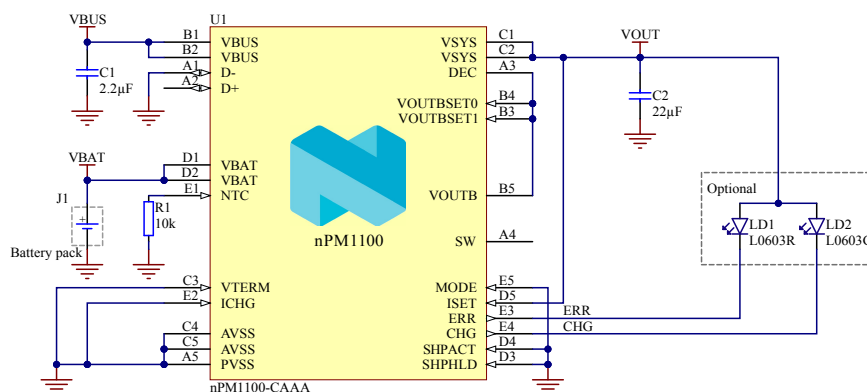 U1
VBUS
B1 VBUS
B2 VBUS
A1 D-
A2 D+
C1
2.2µF
VBAT
D1 VBAT
D2 VBAT
E1 NTC
J1
+
Battery pack
R1
10k
C3 VTERM
E2 ICHG
C4 AVSS
C5 AVSS
A5 PVSS
nPM1100
nPM1100-CAAA
VSYS C1
VSYS C2
DEC A3
VOUTBSET0 B4
VOUTBSET1 B3
VOUTB B5
SW A4
MODE E5
ISET D5
ERR E3 ERR
CHG E4 CHG
SHPACT D4
SHPHLD D3
VOUT
C2
22µF
Optional
LD1
L0603R
LD2
L0603G